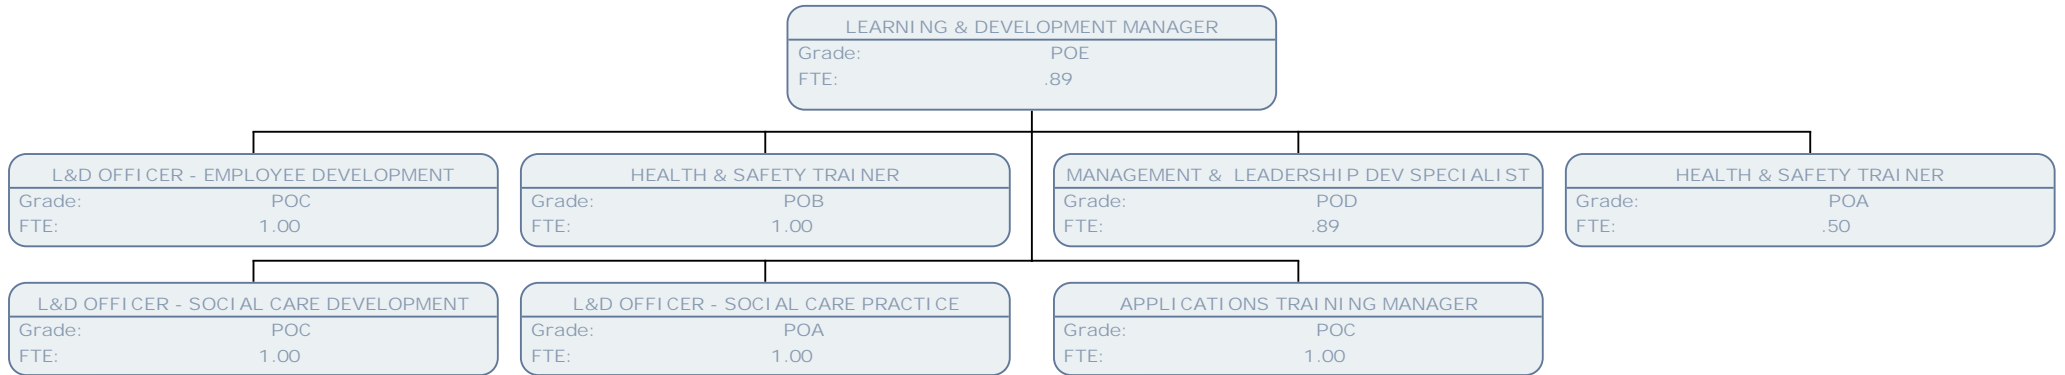 LEARNING & DEVELOPMENT MANAGER
Grade: POE
FTE: .89
L&D OFFICER - EMPLOYEE DEVELOPMENT
Grade: POC
FTE: 1.00
HEALTH & SAFETY TRAINER
Grade: POB
FTE: 1.00
MANAGEMENT & LEADERSHIP DEV SPECIALIST
Grade: POD
FTE: .89
HEALTH & SAFETY TRAINER
Grade: POA
FTE: .50
L&D OFFICER - SOCIAL CARE DEVELOPMENT
Grade: POC
FTE: 1.00
L&D OFFICER - SOCIAL CARE PRACTICE
Grade: POA
FTE: 1.00
APPLICATIONS TRAINING MANAGER
Grade: POC
FTE: 1.00